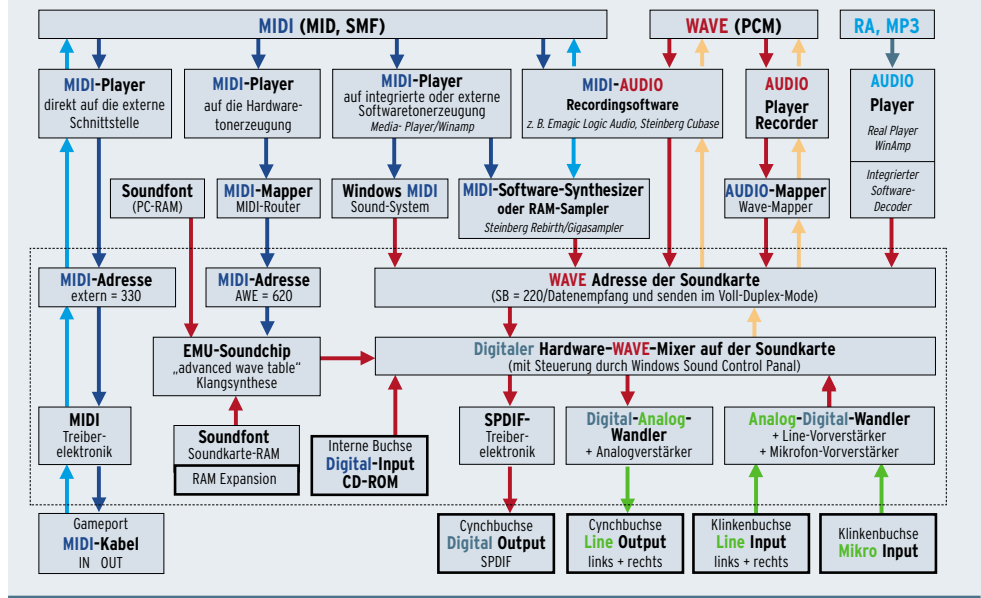 MIDI (MID, SMF)
WAVE (PCM)
RA, MP3
MIDI-Player
direkt auf die externe
Schnittstelle
MIDI-Player
auf die Hardware-
tonerzeugung
MIDI-Player
auf integrierte oder externe
Softwaretonerzeugung
Media- Player/Winamp
MIDI-AUDIO
Recordingsoftware
z. B. Emagic Logic Audio, Steinberg Cubase
AUDIO
Player
Recorder
AUDIO
Player
Real Player
WinAmp
Integrierter
Software-
Decoder
Soundfont
(PC-RAM)
MIDI-Mapper
MIDI-Router
Windows MIDI
Sound-System
MIDI-Software-Synthesizer
oder RAM-Sampler
Steinberg Rebirth/Gigasampler
AUDIO-Mapper
Wave-Mapper
MIDI-Adresse
extern = 330
MIDI-Adresse
AWE = 620
WAVE Adresse der Soundkarte
(SB = 220/Datenempfang und senden im Voll-Duplex-Mode)
EMU-Soundchip
„advanced wave table“
Klangsynthese
Digitaler Hardware-WAVE-Mixer auf der Soundkarte
(mit Steuerung durch Windows Sound Control Panal)
MIDI
Treiber-
elektronik
Soundfont
Soundkarte-RAM
RAM Expansion
Interne Buchse
Digital-Input
CD-ROM
SPDIF-
Treiber-
elektronik
Digital-Analog-
Wandler
+ Analogverstärker
Analog-Digital-Wandler
+ Line-Vorverstärker
+ Mikrofon-Vorverstärker
Gameport
MIDI-Kabel
IN OUT
Cynchbuchse
Digital Output
SPDIF
Cynchbuchse
Line Output
links + rechts
Klinkenbuchse
Line Input
links + rechts
Klinkenbuchse
Mikro Input